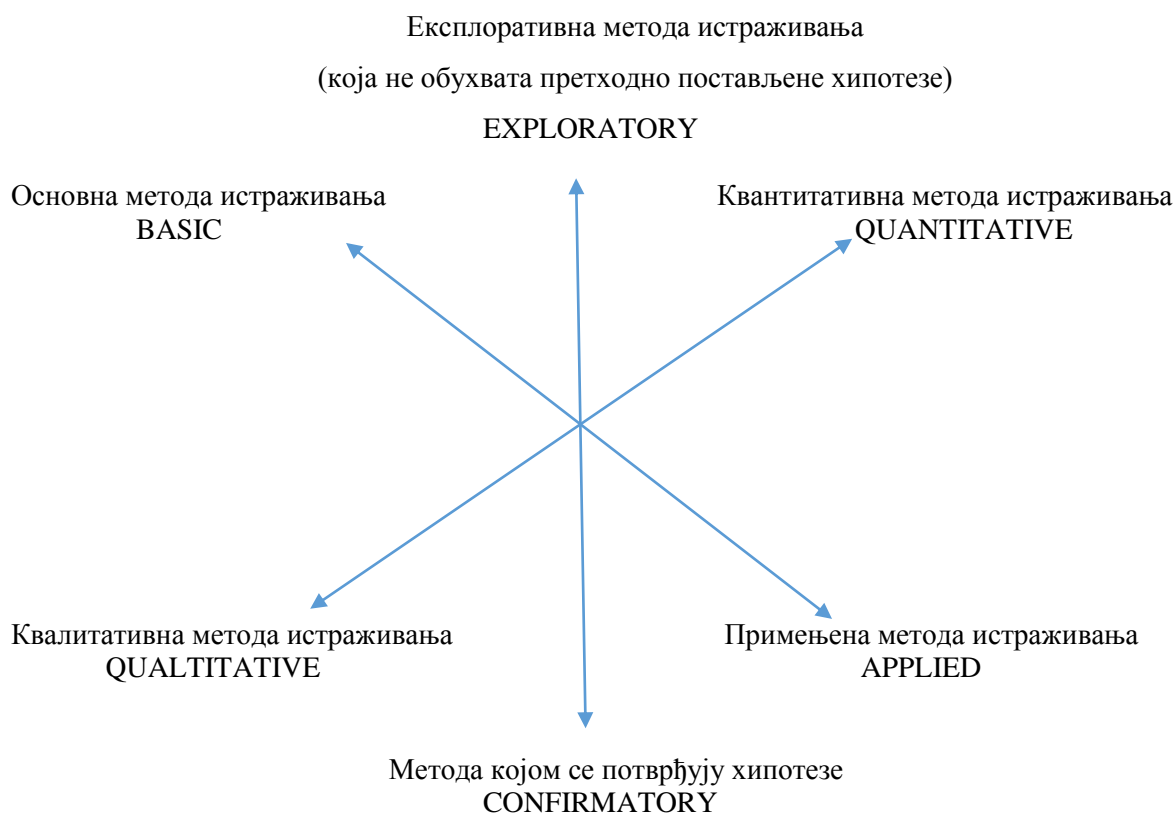 Експлоративна метода истраживања
(која не обухвата претходно постављене хипотезе)
EXPLORATORY
Основна метода истраживања
BASIC
Квантитативна метода истраживања
QUANTITATIVE
Квалитативна метода истраживања
QUALTITATIVE
Примењена метода истраживања
APPLIED
Метода којом се потврђују хипотезе
CONFIRMATORY